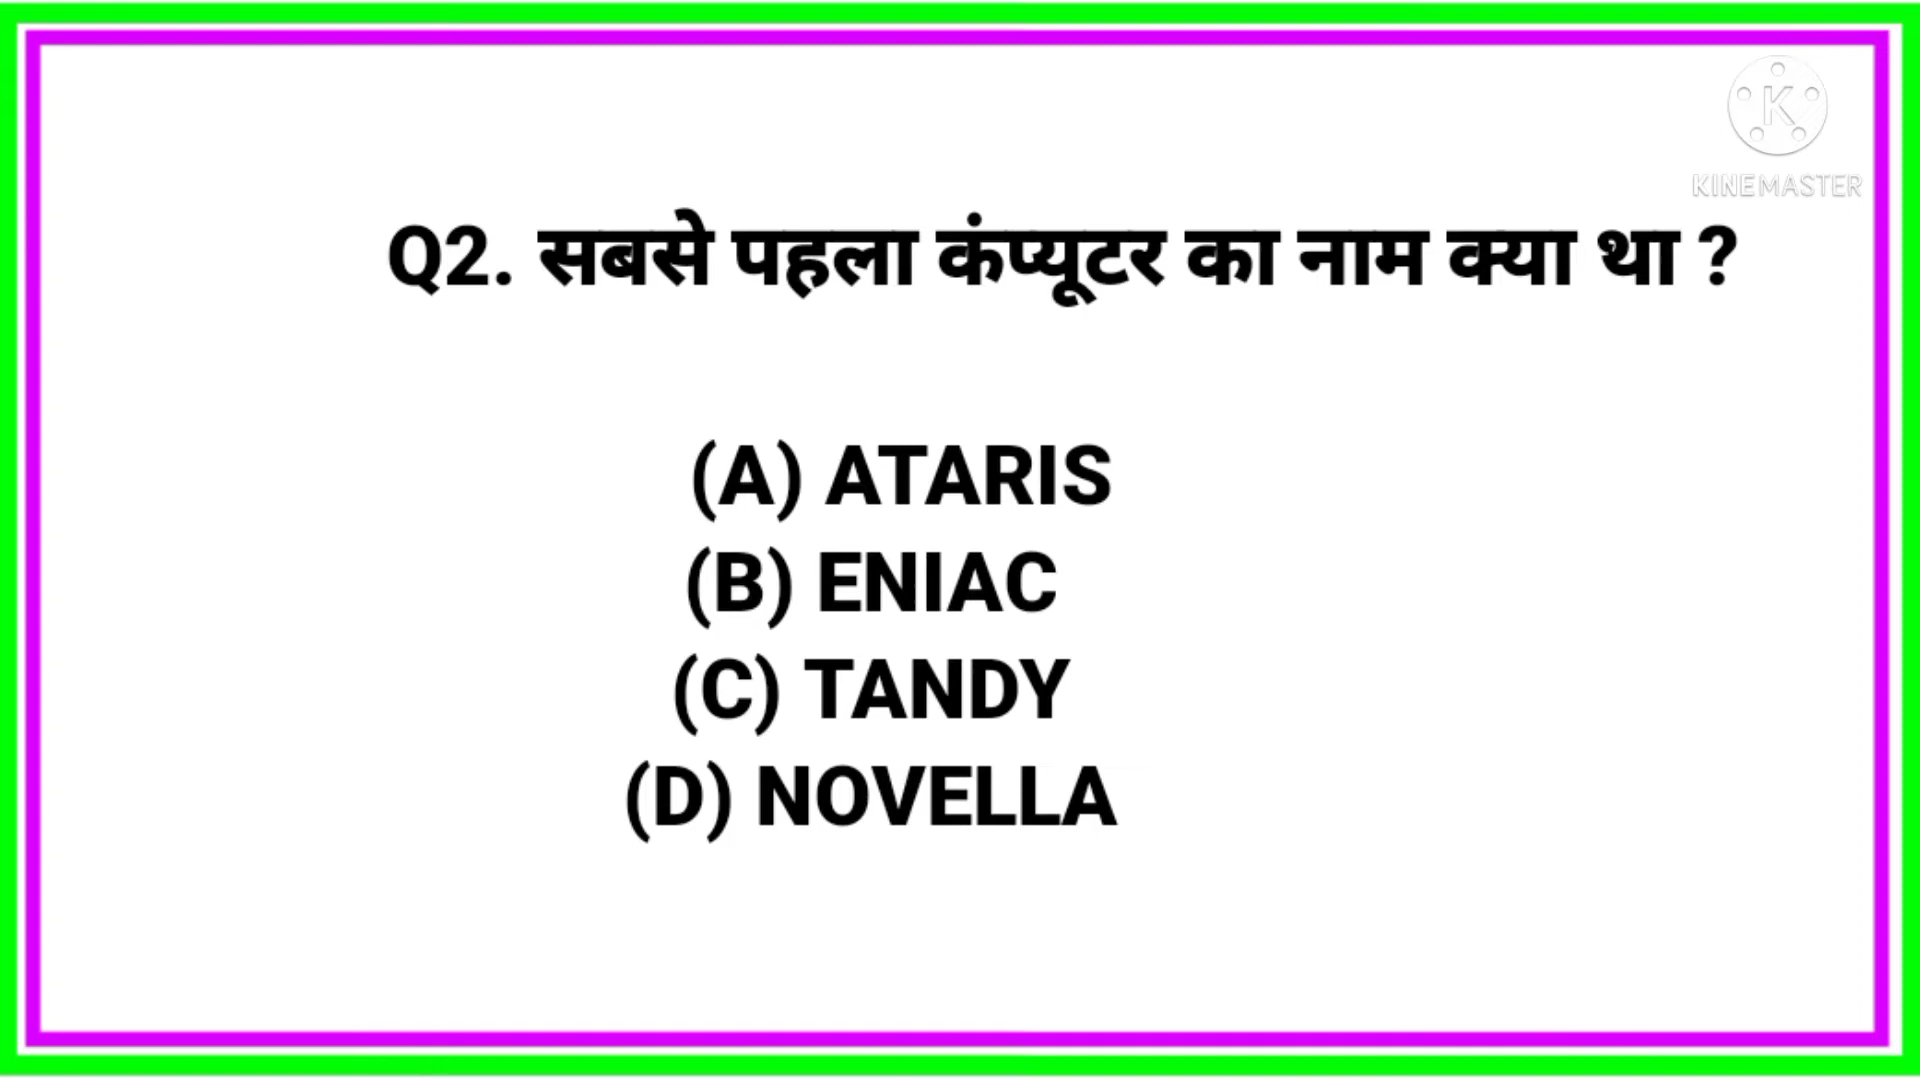 KINEMASTER
Q2. सबसे पहला कंप्यूटर का नाम क्या था ?
(A) ATARIS
(B) ENIAC
(C) TANDY
(D) NOVELLA